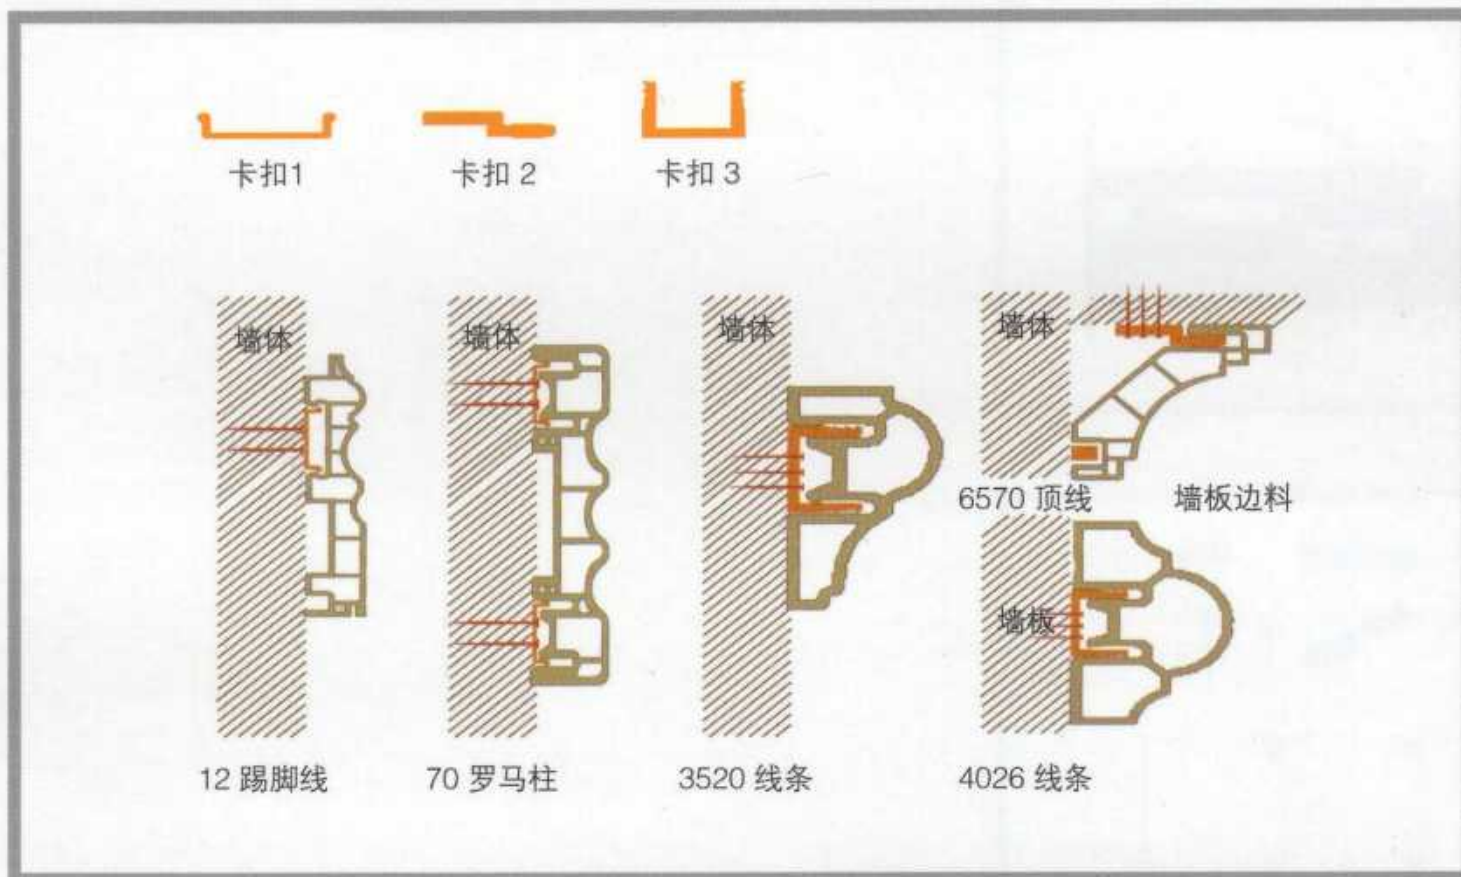 卡扣1
卡扣 2
卡扣 3
墙体
墙体
墙体
墙体
6570 顶线
墙板边料
墙板
12 踢脚线
70 罗马柱
3520 线条
4026 线条